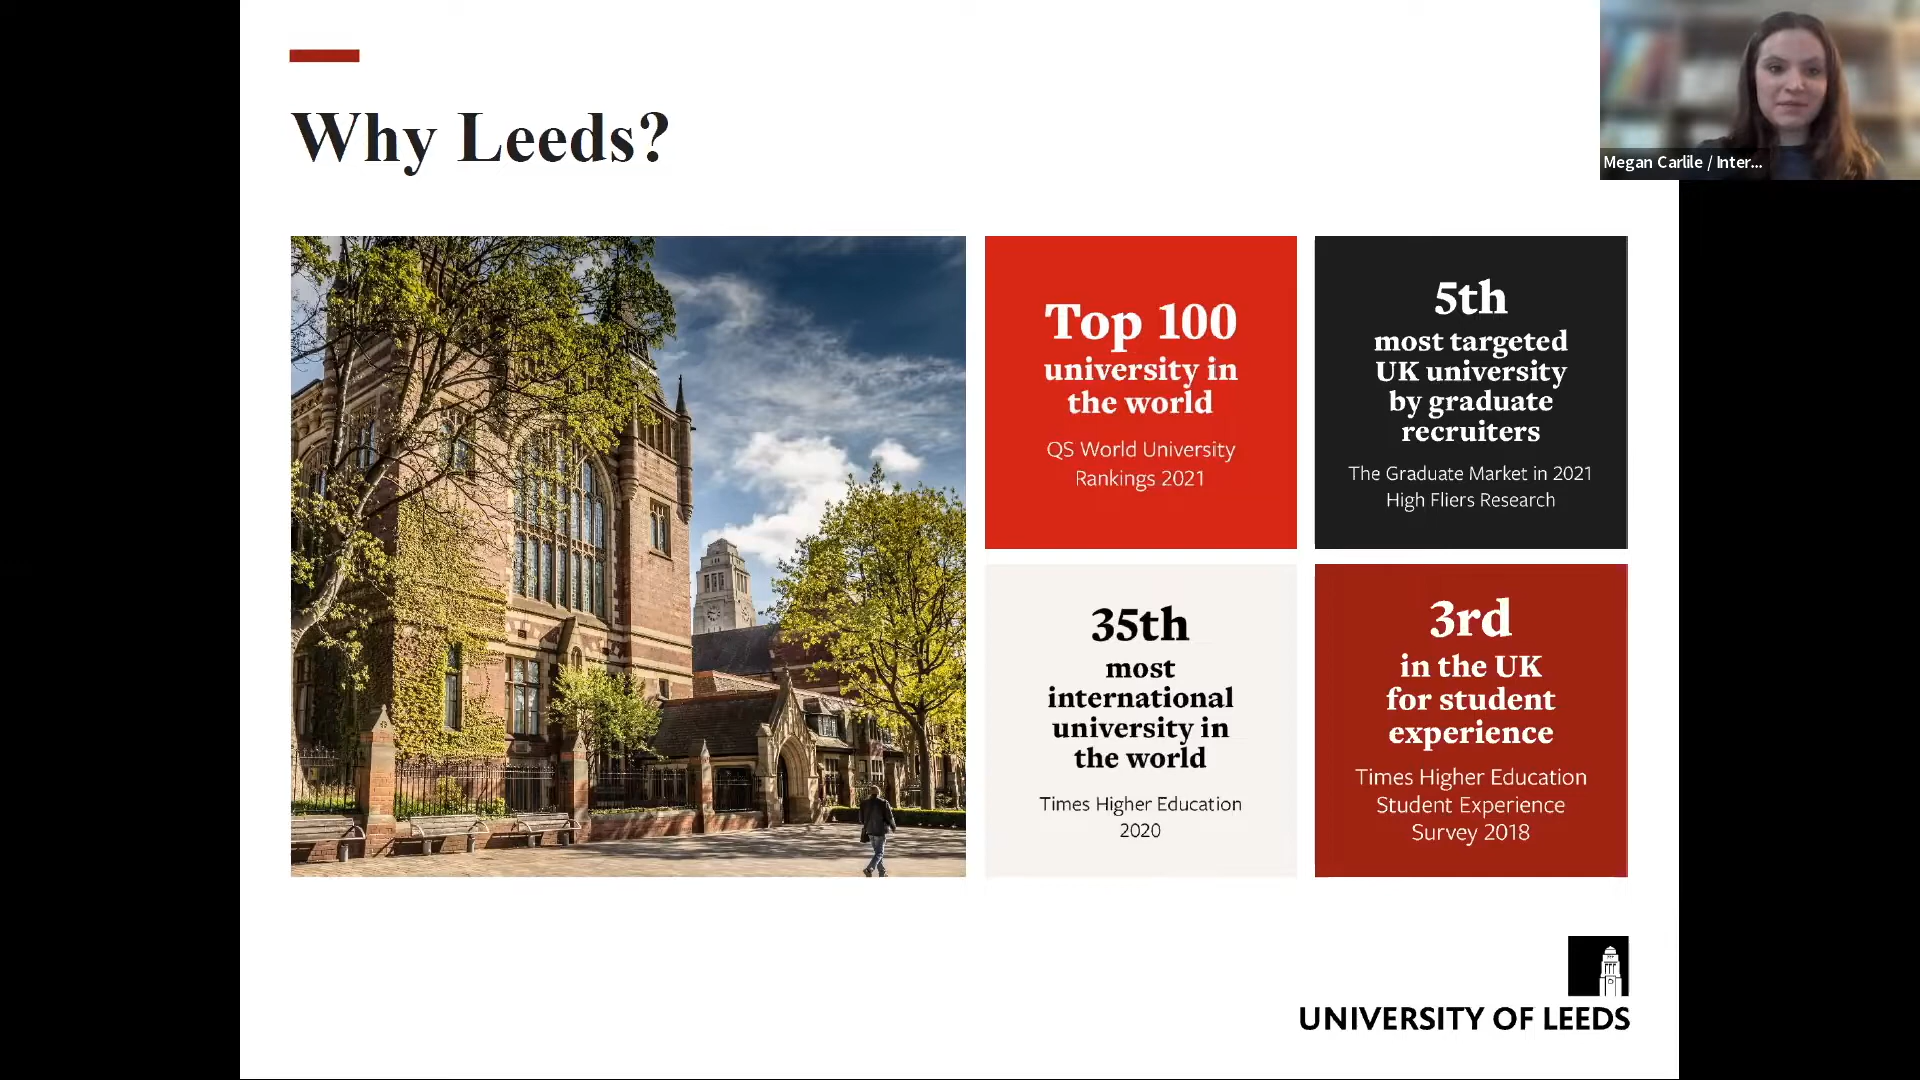 Why Leeds?
Megan Carlile / Inter...
Top 100
university in
the world
QS World University
Rankings 2021
5th
most targeted
UK university
by graduate
recruiters
The Graduate Market in 2021
High Fliers Research
35th
most
international
university in
the world
Times Higher Education
2020
3rd
in the UK
for student
experience
Times Higher Education
Student Experience
Survey 2018
UNIVERSITY OF LEEDS